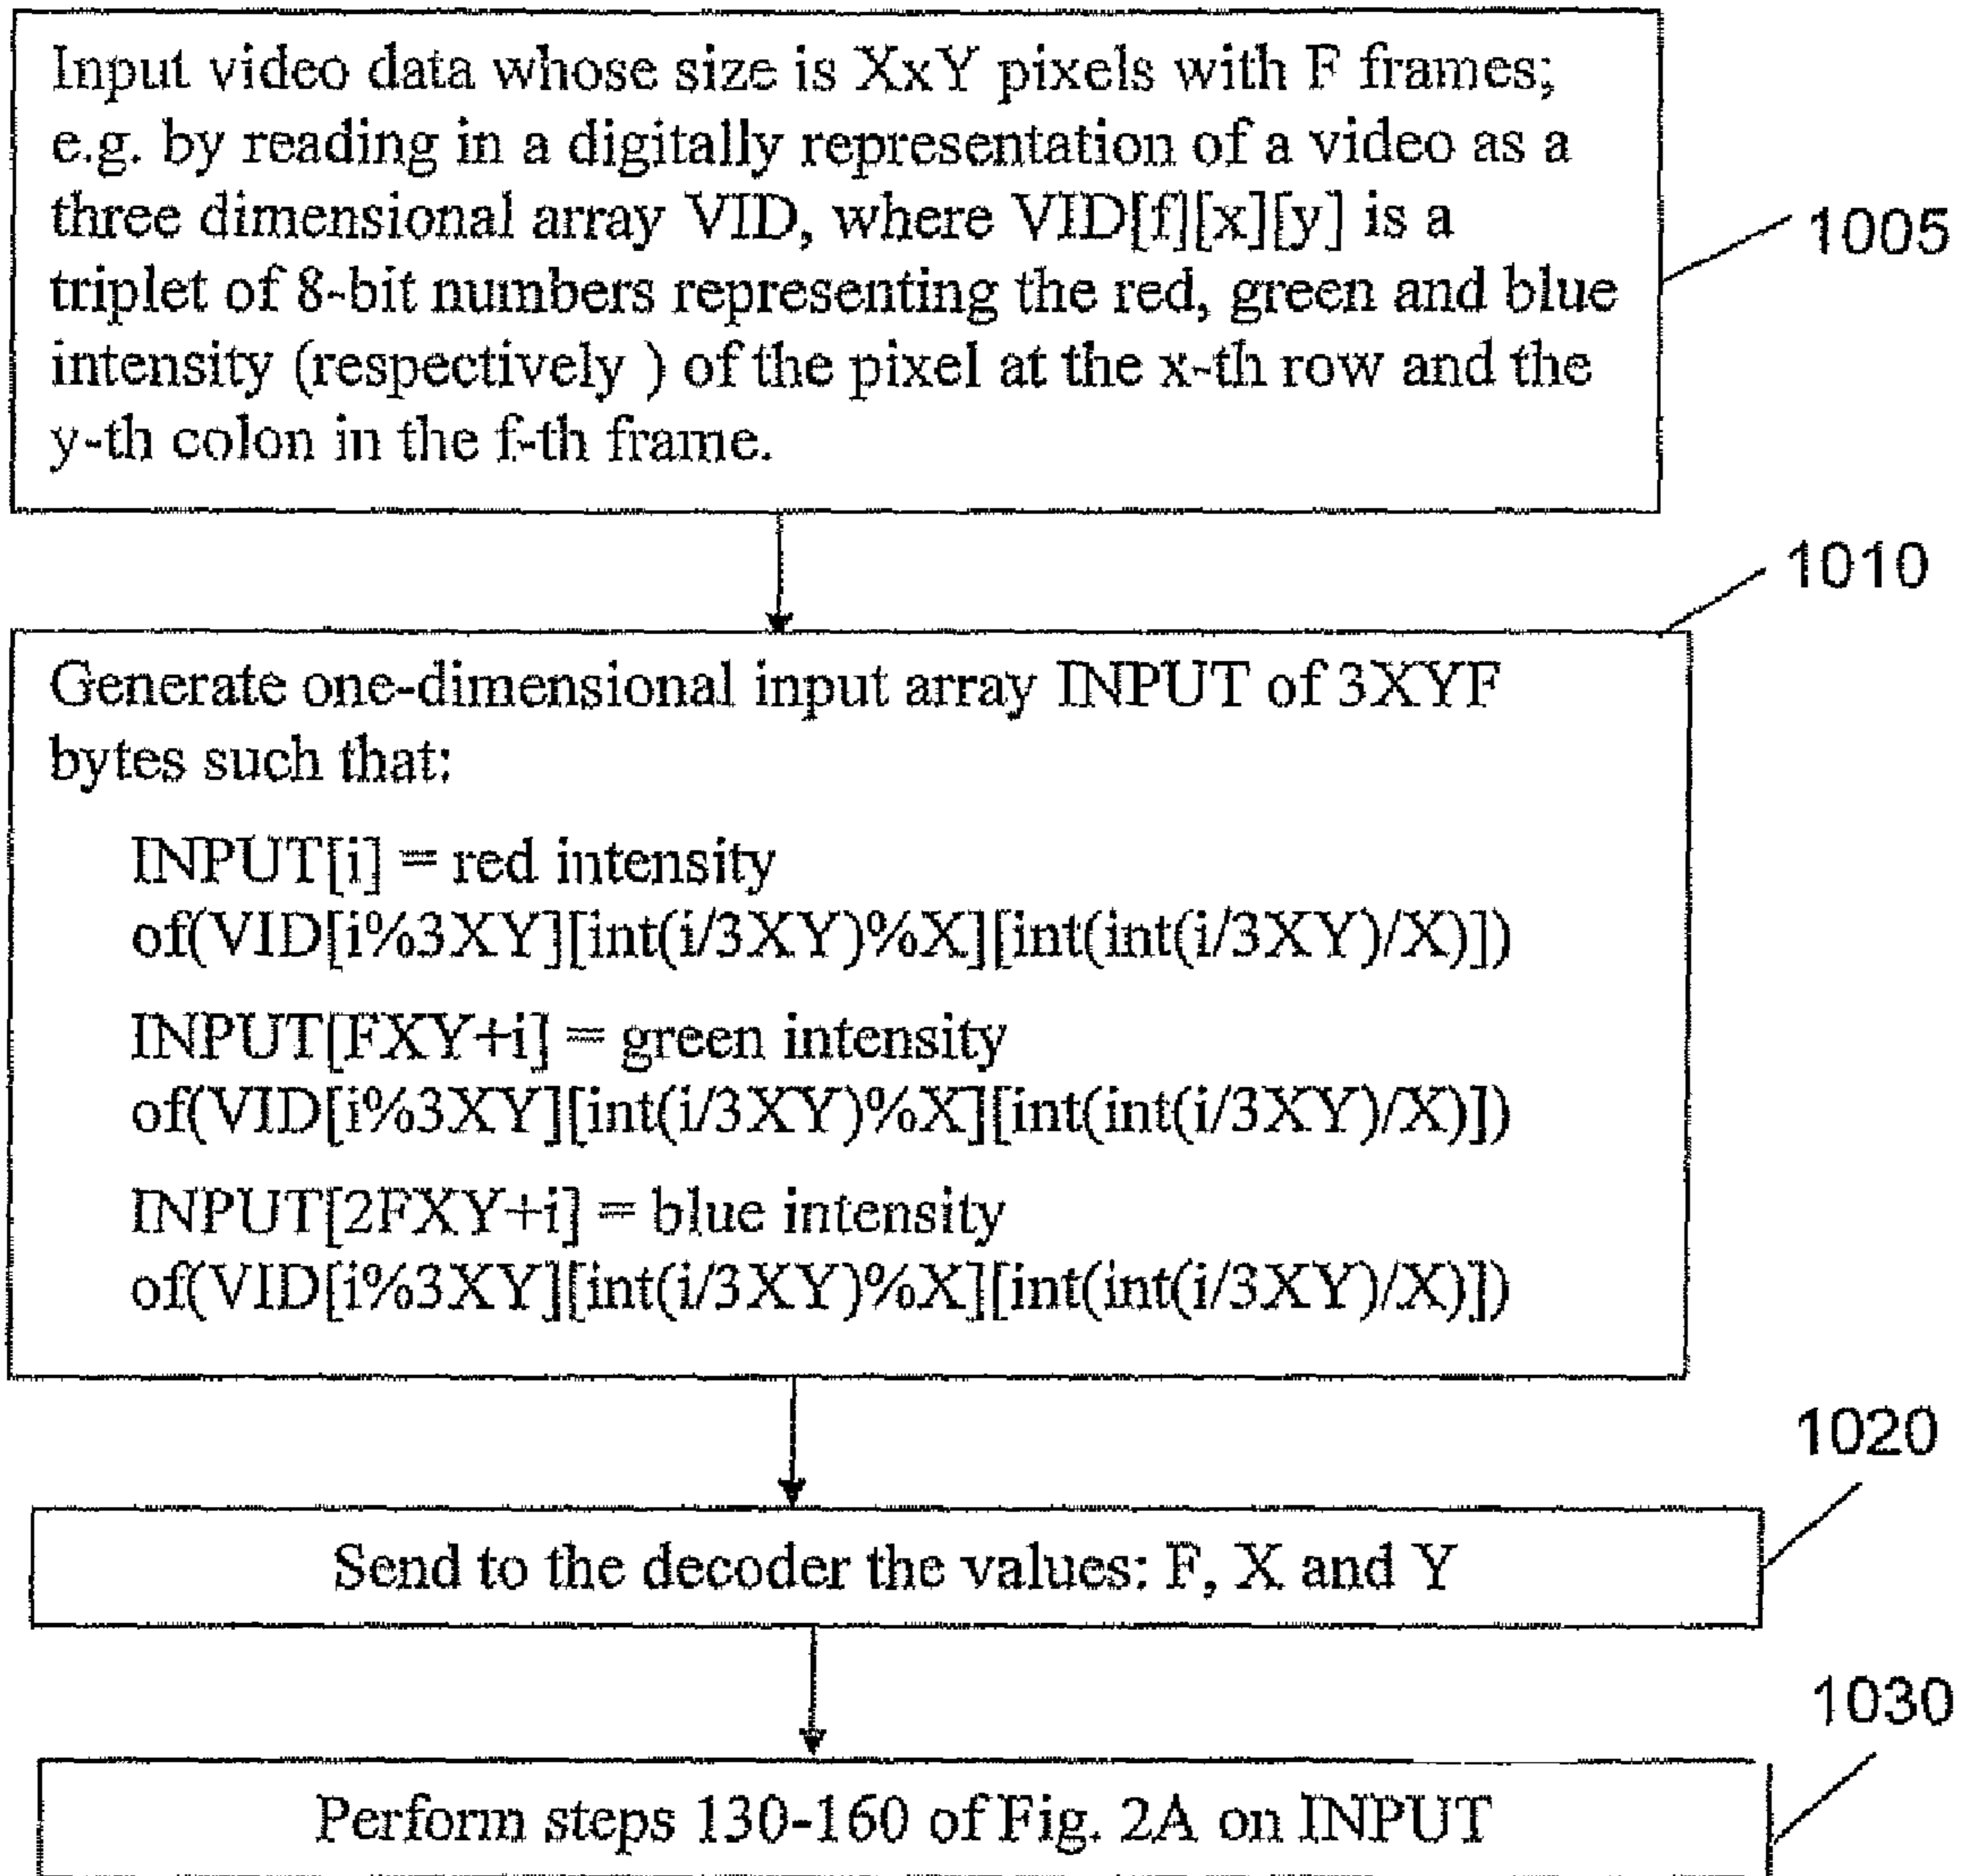 Input video data whose size is XxY pixels with F frames;
e.g. by reading in a digitally representation of a video as a
three dimensional array VID, where VID[f][x][y] is a
triplet of 8-bit numbers representing the red, green and blue
intensity (respectively ) of the pixel at the x-th row and the
y-th colon in the f-th frame.
1005
1010
Generate one-dimensional input array INPUT of 3XYF
bytes such that:
INPUT[i] = red intensity
of(VID[i%3XY][int(i/3XY)%X][int(int(i/3XY)/X)])
INPUT[FXY+i] = green intensity
of(VID[i%3XY][int(i/3XY)%X][int(int(i/3XY)/X)])
INPUT[2FXY+i] = blue intensity
of(VID[i%3XY][int(i/3XY)%X][int(int(i/3XY)/X)])
1020
Send to the decoder the values: F, X and Y
1030
Perform steps 130-160 of Fig. 2A on INPUT